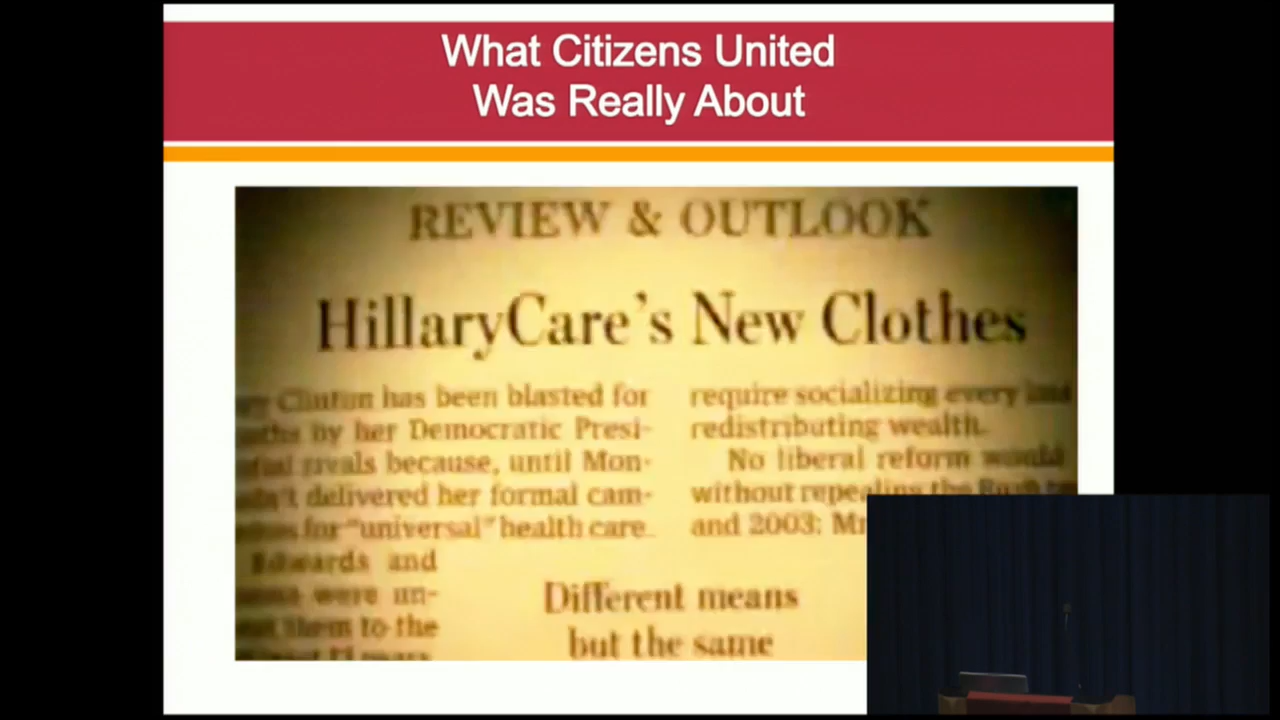 What Citizens United
Was Really About
REVIEW & OUTLOOK
HillaryCare's New Clothes
Clinton has been blasted for
by her Democratic Presi-
rivals because, until Mon-
delivered her formal cam-
for "universal" health care.
Edwards and
were un-
them to the
require socializing every
redistributing wealth.
No liberal reform would
without repealing the
and 2003: Mr
Different means
but the same